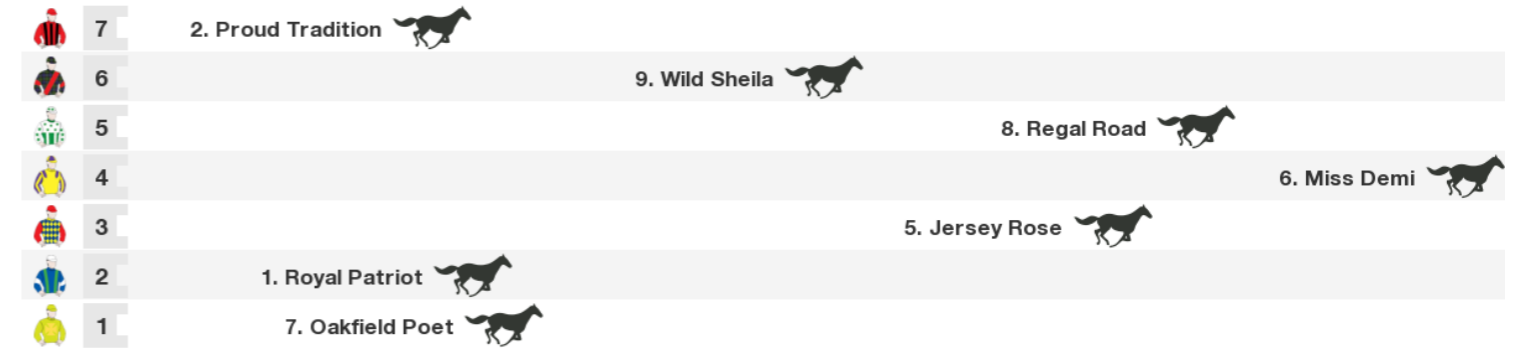 7 2. Proud Tradition
6 9. Wild Sheila
5 8. Regal Road
4 6. Miss Demi
3 5. Jersey Rose
2 1. Royal Patriot
1 7. Oakfield Poet